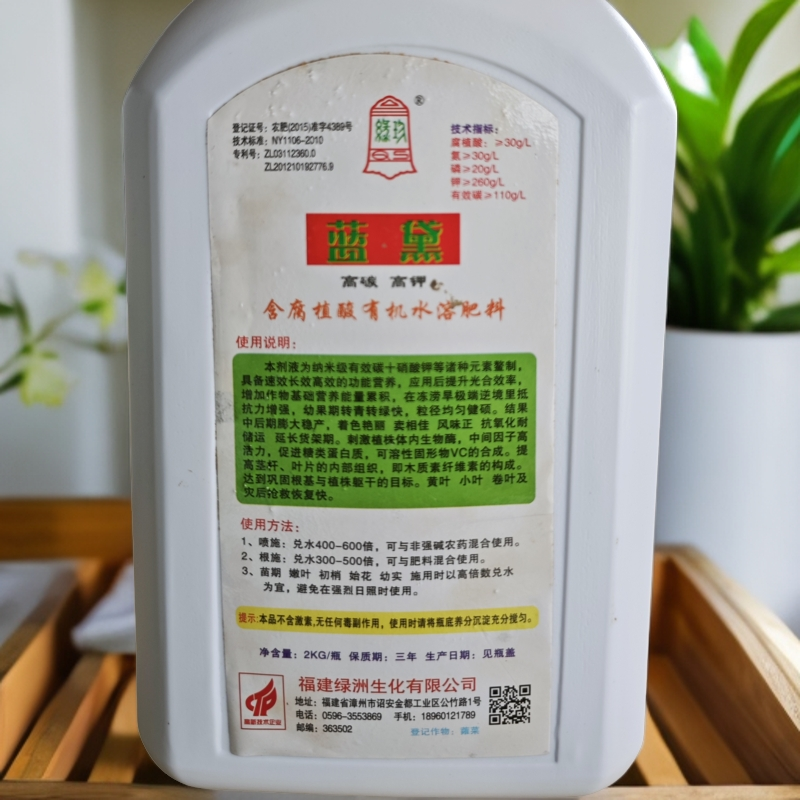 登记证号：农肥(2015)准字4389号
技术标准：NY1106-2010
专利号：ZL03112360.0
ZL201210192776.9
綠玖
®
技术指标：
腐植酸：≥30g/L
氮≥30g/L
磷≥20g/L
钾≥260g/L
有效碳≥110g/L
蓝黛
高碳 高钾
含腐植酸有机水溶肥料
使用说明：
本剂液为纳米级有效碳十硝酸钾等诸种元素螯制，
具备速效长效高效的功能营养，应用后提升光合效率，
增加作物基础营养能量累积，在冻涝旱极端逆境里抵
抗力增强，幼果期转青转绿快，粒径均匀健硕。结果
中后期膨大稳产，着色艳丽 卖相佳 风味正 抗氧化耐
储运 延长货架期。刺激植株体内生物酶，中间因子高
活力，促进糖类蛋白质，可溶性固形物VC的合成。提
高茎秆、叶片的内部组织，即木质素纤维素的构成。
达到巩固根基与植株躯干的目标。黄叶 小叶 卷叶及
灾后抢救恢复快。
使用方法：
1、喷施：兑水400-600倍，可与非强碱农药混合使用。
2、根施：兑水300-500倍，可与肥料混合使用。
3、苗期 嫩叶 初梢 始花 幼实 施用时以高倍数兑水
为宜，避免在强烈日照时使用。
提示:本品不含激素,无任何毒副作用，使用时请将瓶底养分沉淀充分搅匀。
净含量：2KG/瓶 保质期：三年 生产日期：见瓶盖
高新技术企业
福建绿洲生化有限公司
地址：福建省漳州市诏安金都工业区公竹路1号
电话：0596-3553869 手机：18960121789
邮编：363502
登记作物：蔬菜